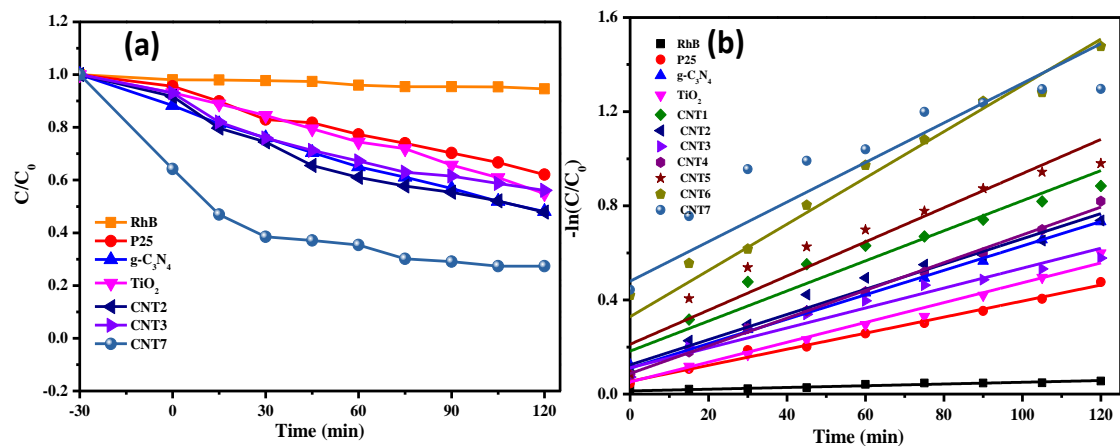 (a)
C/C0
1.2
1.0
0.8
0.6
0.4
0.2
0.0
-0.2
RhB
P25
g-C3N4
TiO2
CNT2
CNT3
CNT7
-30 0 30 60 90 120
Time (min)
(b)
-ln(C/C0)
1.6
1.2
0.8
0.4
0.0
RhB
P25
g-C3N4
TiO2
CNT1
CNT2
CNT3
CNT4
CNT5
CNT6
CNT7
0 20 40 60 80 100 120
Time (min)